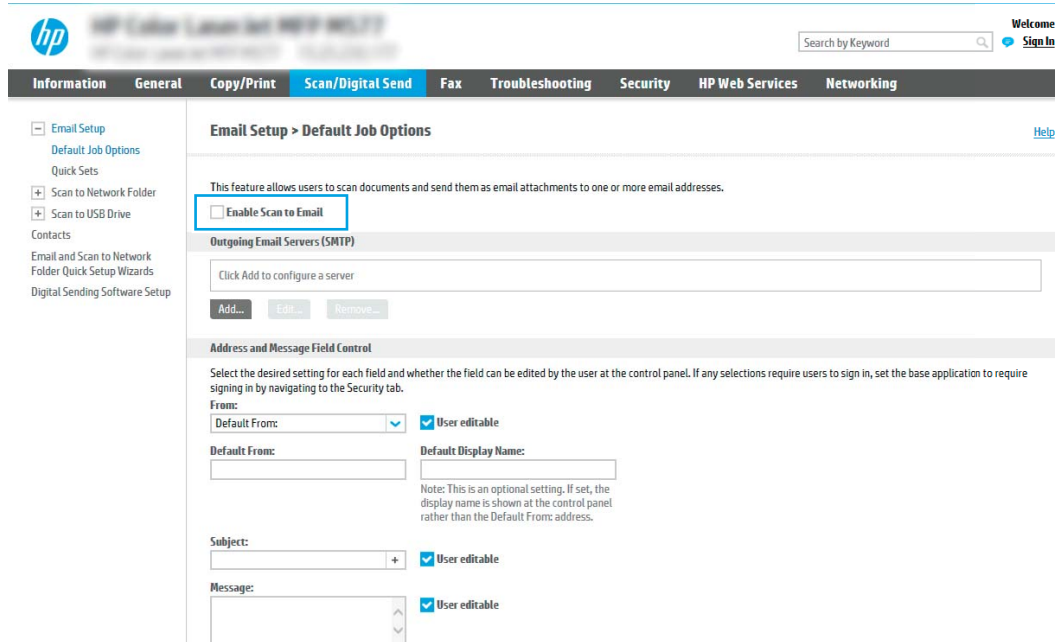 hp
HP Color LaserJet MFP M577
Welcome
Search by Keyword
Sign In
Information General Copy/Print Scan/Digital Send Fax Troubleshooting Security HP Web Services Networking
Email Setup
Default Job Options
Quick Sets
Scan to Network Folder
Scan to USB Drive
Contacts
Email and Scan to Network
Folder Quick Setup Wizards
Digital Sending Software Setup
Email Setup > Default Job Options
Help
This feature allows users to scan documents and send them as email attachments to one or more email addresses.
Enable Scan to Email
Outgoing Email Servers (SMTP)
Click Add to configure a server
Add... Edit... Remove...
Address and Message Field Control
Select the desired setting for each field and whether the field can be edited by the user at the control panel. If any selections require users to sign in, set the base application to require
signing in by navigating to the Security tab.
From:
Default From: User editable
Default From: Default Display Name:
Note: This is an optional setting. If set, the
display name is shown at the control panel
rather than the Default From: address.
Subject:
User editable
Message:
User editable